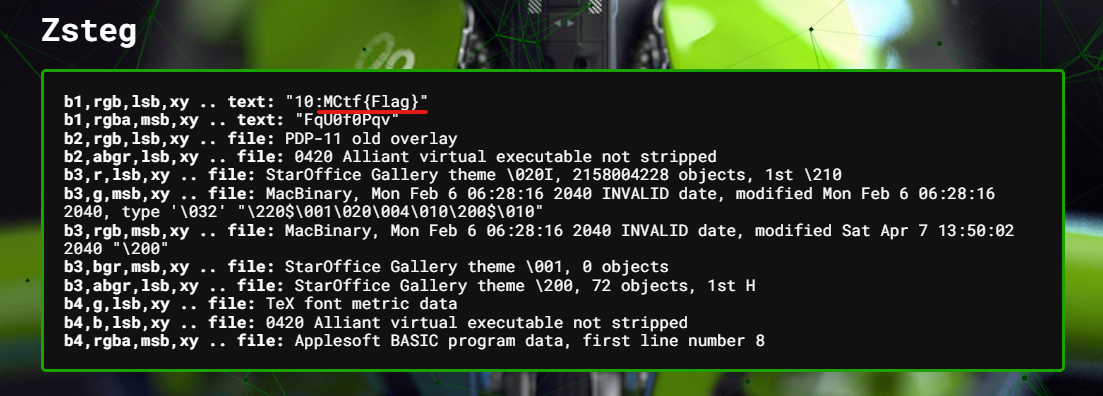 Zsteg
b1,rgb,lsb,xy .. text: "10:MCtf{Flag}"
b1,rgba,msb,xy .. text: "FqU0f0Pqv"
b2,rgb,lsb,xy .. file: PDP-11 old overlay
b2,abgr,lsb,xy .. file: 0420 Alliant virtual executable not stripped
b3,r,lsb,xy .. file: StarOffice Gallery theme \020I, 2158004228 objects, 1st \210
b3,g,msb,xy .. file: MacBinary, Mon Feb 6 06:28:16 2040 INVALID date, modified Mon Feb 6 06:28:16
2040, type '\032' "\220$\001\020\004\010\200$\010"
b3,rgb,msb,xy .. file: MacBinary, Mon Feb 6 06:28:16 2040 INVALID date, modified Sat Apr 7 13:50:02
2040 "\200"
b3,bgr,msb,xy .. file: StarOffice Gallery theme \001, 0 objects
b3,abgr,lsb,xy .. file: StarOffice Gallery theme \200, 72 objects, 1st H
b4,g,lsb,xy .. file: TeX font metric data
b4,b,lsb,xy .. file: 0420 Alliant virtual executable not stripped
b4,rgba,msb,xy .. file: Applesoft BASIC program data, first line number 8